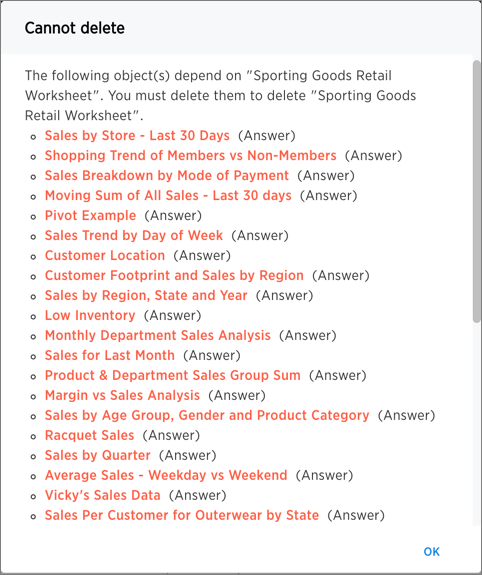 Cannot delete
The following object(s) depend on "Sporting Goods Retail
Worksheet". You must delete them to delete "Sporting Goods
Retail Worksheet".
Sales by Store - Last 30 Days (Answer)
Shopping Trend of Members vs Non-Members (Answer)
Sales Breakdown by Mode of Payment (Answer)
Moving Sum of All Sales - Last 30 days (Answer)
Pivot Example (Answer)
Sales Trend by Day of Week (Answer)
Customer Location (Answer)
Customer Footprint and Sales by Region (Answer)
Sales by Region, State and Year (Answer)
Low Inventory (Answer)
Monthly Department Sales Analysis (Answer)
Sales for Last Month (Answer)
Product & Department Sales Group Sum (Answer)
Margin vs Sales Analysis (Answer)
Sales by Age Group, Gender and Product Category (Answer)
Racquet Sales (Answer)
Sales by Quarter (Answer)
Average Sales - Weekday vs Weekend (Answer)
Vicky's Sales Data (Answer)
Sales Per Customer for Outerwear by State (Answer)
OK